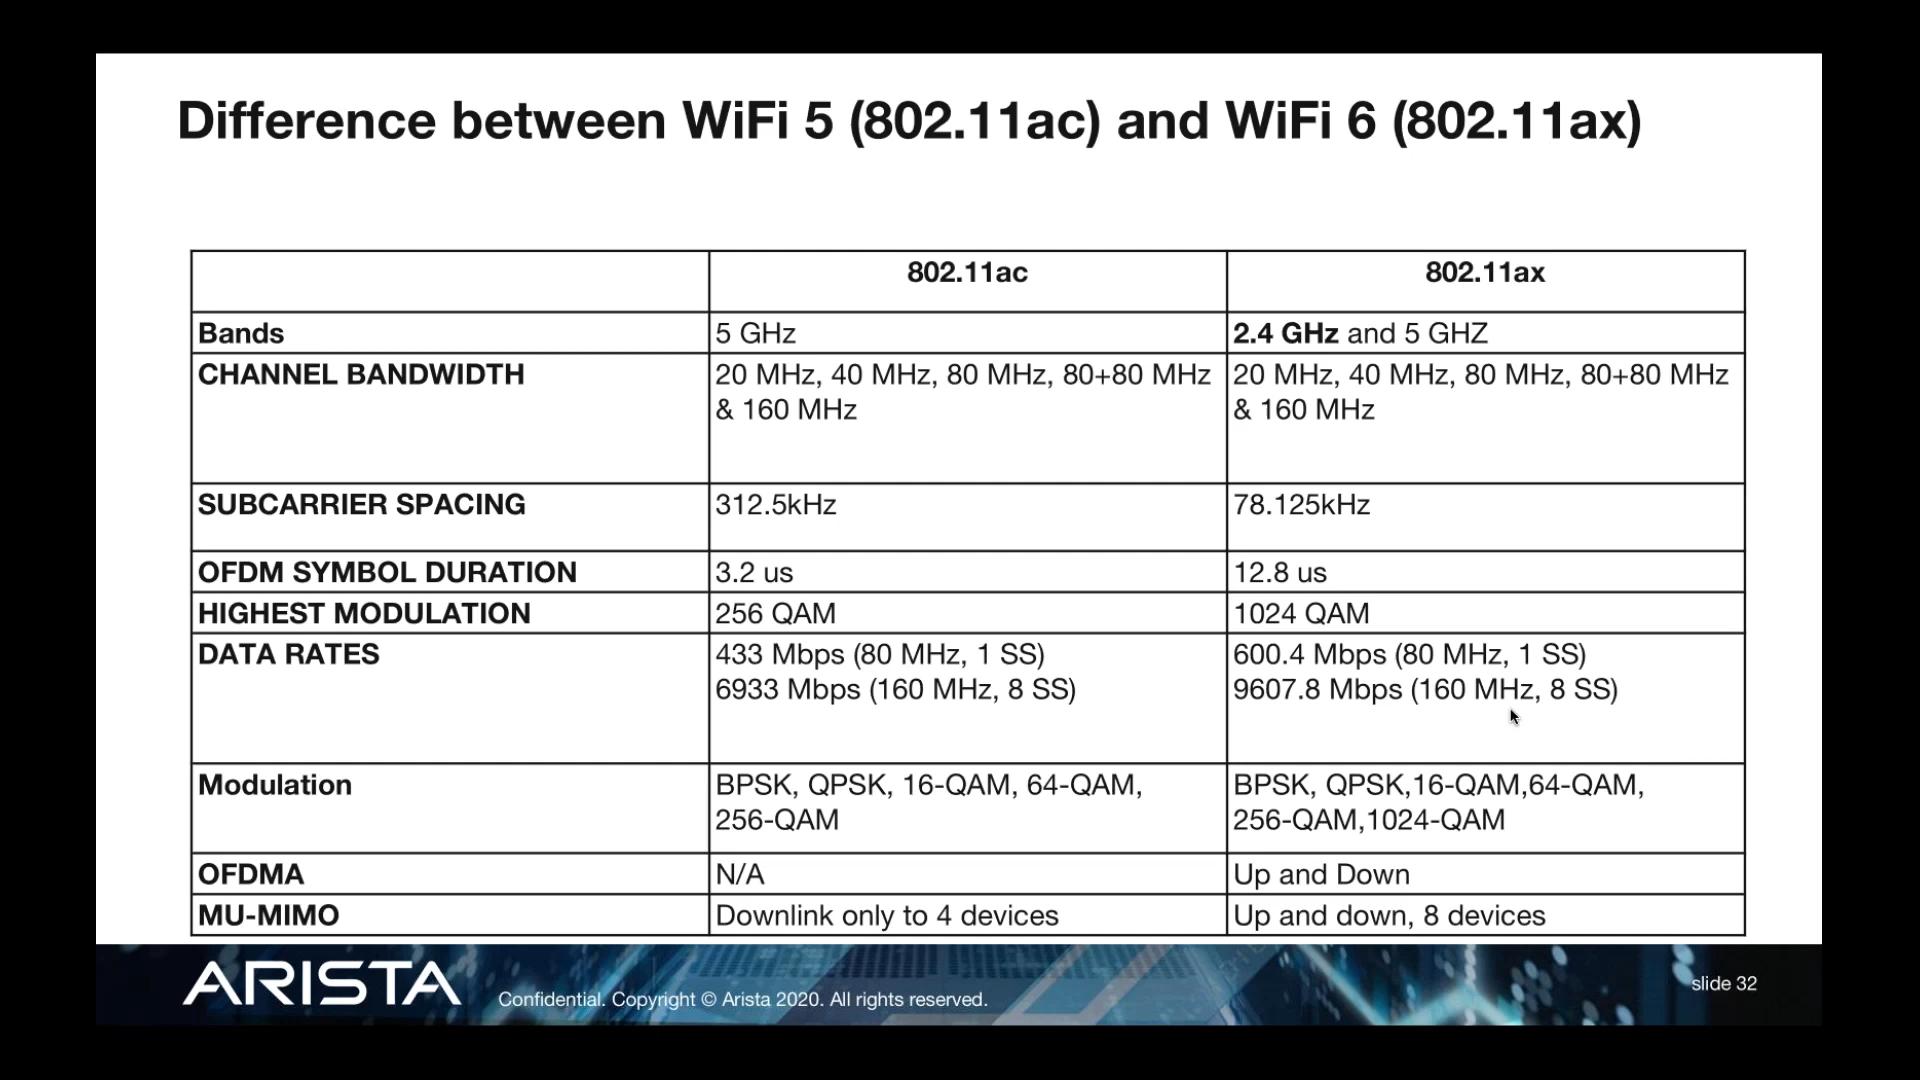 Difference between WiFi 5 (802.11ac) and WiFi 6 (802.11ax)
802.11ac
802.11ax
Bands
5 GHz
2.4 GHz and 5 GHZ
CHANNEL BANDWIDTH
20 MHz, 40 MHz, 80 MHz, 80+80 MHz
& 160 MHz
20 MHz, 40 MHz, 80 MHz, 80+80 MHz
& 160 MHz
SUBCARRIER SPACING
312.5kHz
78.125kHz
OFDM SYMBOL DURATION
3.2 us
12.8 us
HIGHEST MODULATION
256 QAM
1024 QAM
DATA RATES
433 Mbps (80 MHz, 1 SS)
6933 Mbps (160 MHz, 8 SS)
600.4 Mbps (80 MHz, 1 SS)
9607.8 Mbps (160 MHz, 8 SS)
Modulation
BPSK, QPSK, 16-QAM, 64-QAM,
256-QAM
BPSK, QPSK,16-QAM,64-QAM,
256-QAM,1024-QAM
OFDMA
N/A
Up and Down
MU-MIMO
Downlink only to 4 devices
Up and down, 8 devices
ARISTA
Confidential. Copyright © Arista 2020. All rights reserved.
slide 32